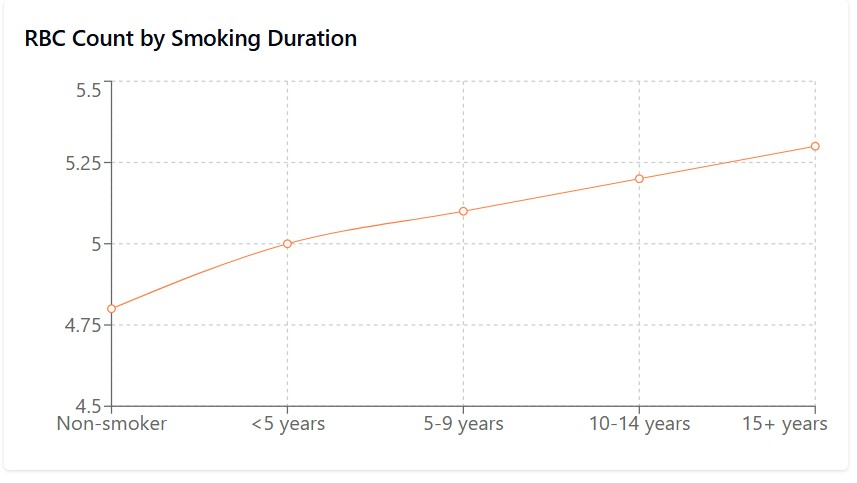 RBC Count by Smoking Duration
5.5
5.25
5
4.75
4.5
Non-smoker <5 years 5-9 years 10-14 years 15+ years